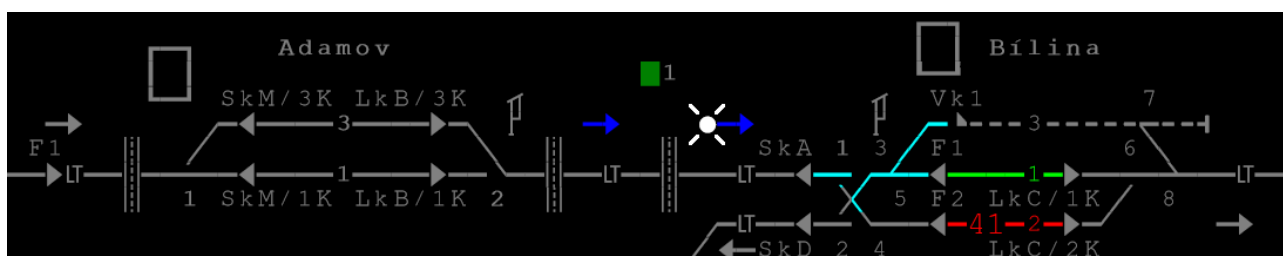 Adamov Bílina
1
SkM/3K LkB/3K Vk1 7
3 3
F1 SkA 1 3 F1 6
LT 1 LT LT 1 LT
1 SkM/1K LkB/1K 2 5 F2 LkC/1K 8
LT 41 2
SkD 2 4 LkC/2K